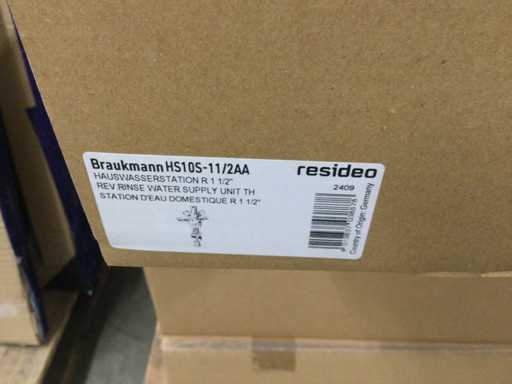 Braukmann HS10S-11/2AA
resideo
HAUSWASSERSTATION R 1 1/2"
REV.RINSE WATER SUPPLY UNIT TH
STATION D'EAU DOMESTIQUE R 1 1/2"
2409
Country of Origin: Germany